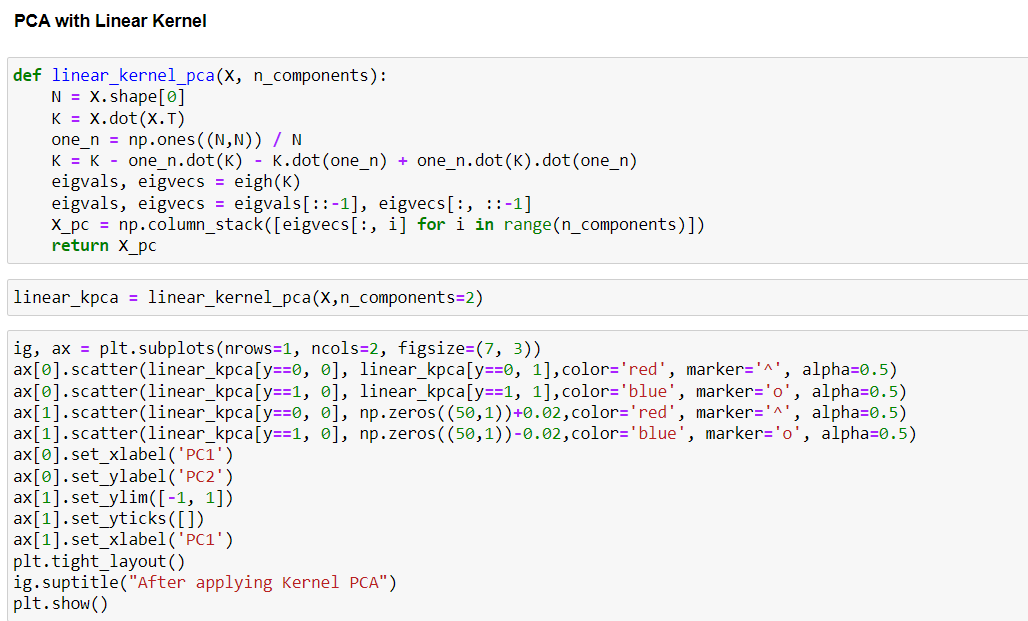 PCA with Linear Kernel
def linear_kernel_pca(X, n_components):
    N = X.shape[0]
    K = X.dot(X.T)
    one_n = np.ones((N,N)) / N
    K = K - one_n.dot(K) - K.dot(one_n) + one_n.dot(K).dot(one_n)
    eigvals, eigvecs = eigh(K)
    eigvals, eigvecs = eigvals[::-1], eigvecs[:, ::-1]
    X_pc = np.column_stack([eigvecs[:, i] for i in range(n_components)])
    return X_pc
linear_kpca = linear_kernel_pca(X,n_components=2)
ig, ax = plt.subplots(nrows=1, ncols=2, figsize=(7, 3))
ax[0].scatter(linear_kpca[y==0, 0], linear_kpca[y==0, 1],color='red', marker='^', alpha=0.5)
ax[0].scatter(linear_kpca[y==1, 0], linear_kpca[y==1, 1],color='blue', marker='o', alpha=0.5)
ax[1].scatter(linear_kpca[y==0, 0], np.zeros((50,1))+0.02,color='red', marker='^', alpha=0.5)
ax[1].scatter(linear_kpca[y==1, 0], np.zeros((50,1))-0.02,color='blue', marker='o', alpha=0.5)
ax[0].set_xlabel('PC1')
ax[0].set_ylabel('PC2')
ax[1].set_ylim([-1, 1])
ax[1].set_yticks([])
ax[1].set_xlabel('PC1')
plt.tight_layout()
ig.suptitle("After applying Kernel PCA")
plt.show()